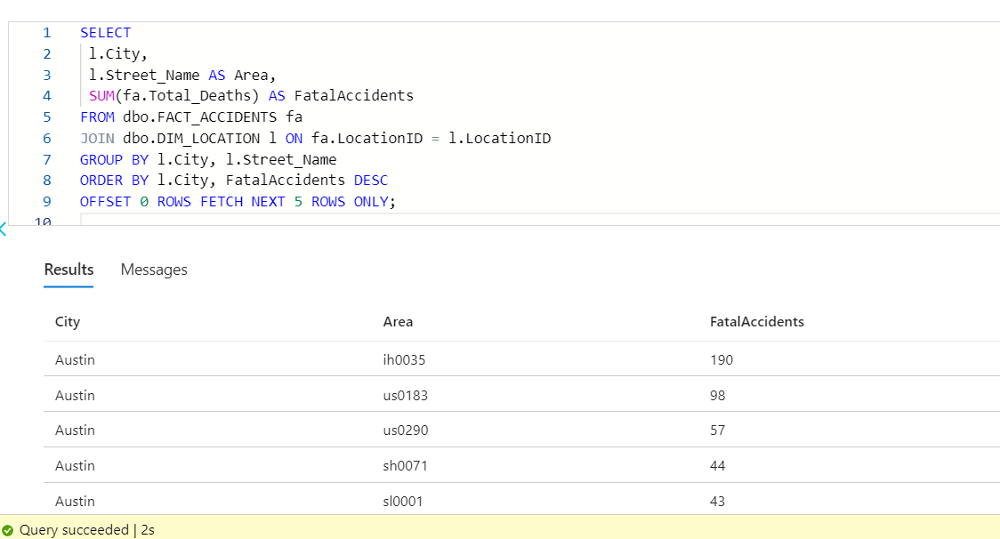 1 SELECT
2 l.City,
3 l.Street_Name AS Area,
4 SUM(fa.Total_Deaths) AS FatalAccidents
5 FROM dbo.FACT_ACCIDENTS fa
6 JOIN dbo.DIM_LOCATION l ON fa.LocationID = l.LocationID
7 GROUP BY l.City, l.Street_Name
8 ORDER BY l.City, FatalAccidents DESC
9 OFFSET 0 ROWS FETCH NEXT 5 ROWS ONLY;
10
Results Messages
City Area FatalAccidents
Austin ih0035 190
Austin us0183 98
Austin us0290 57
Austin sh0071 44
Austin sl0001 43
Query succeeded | 2s